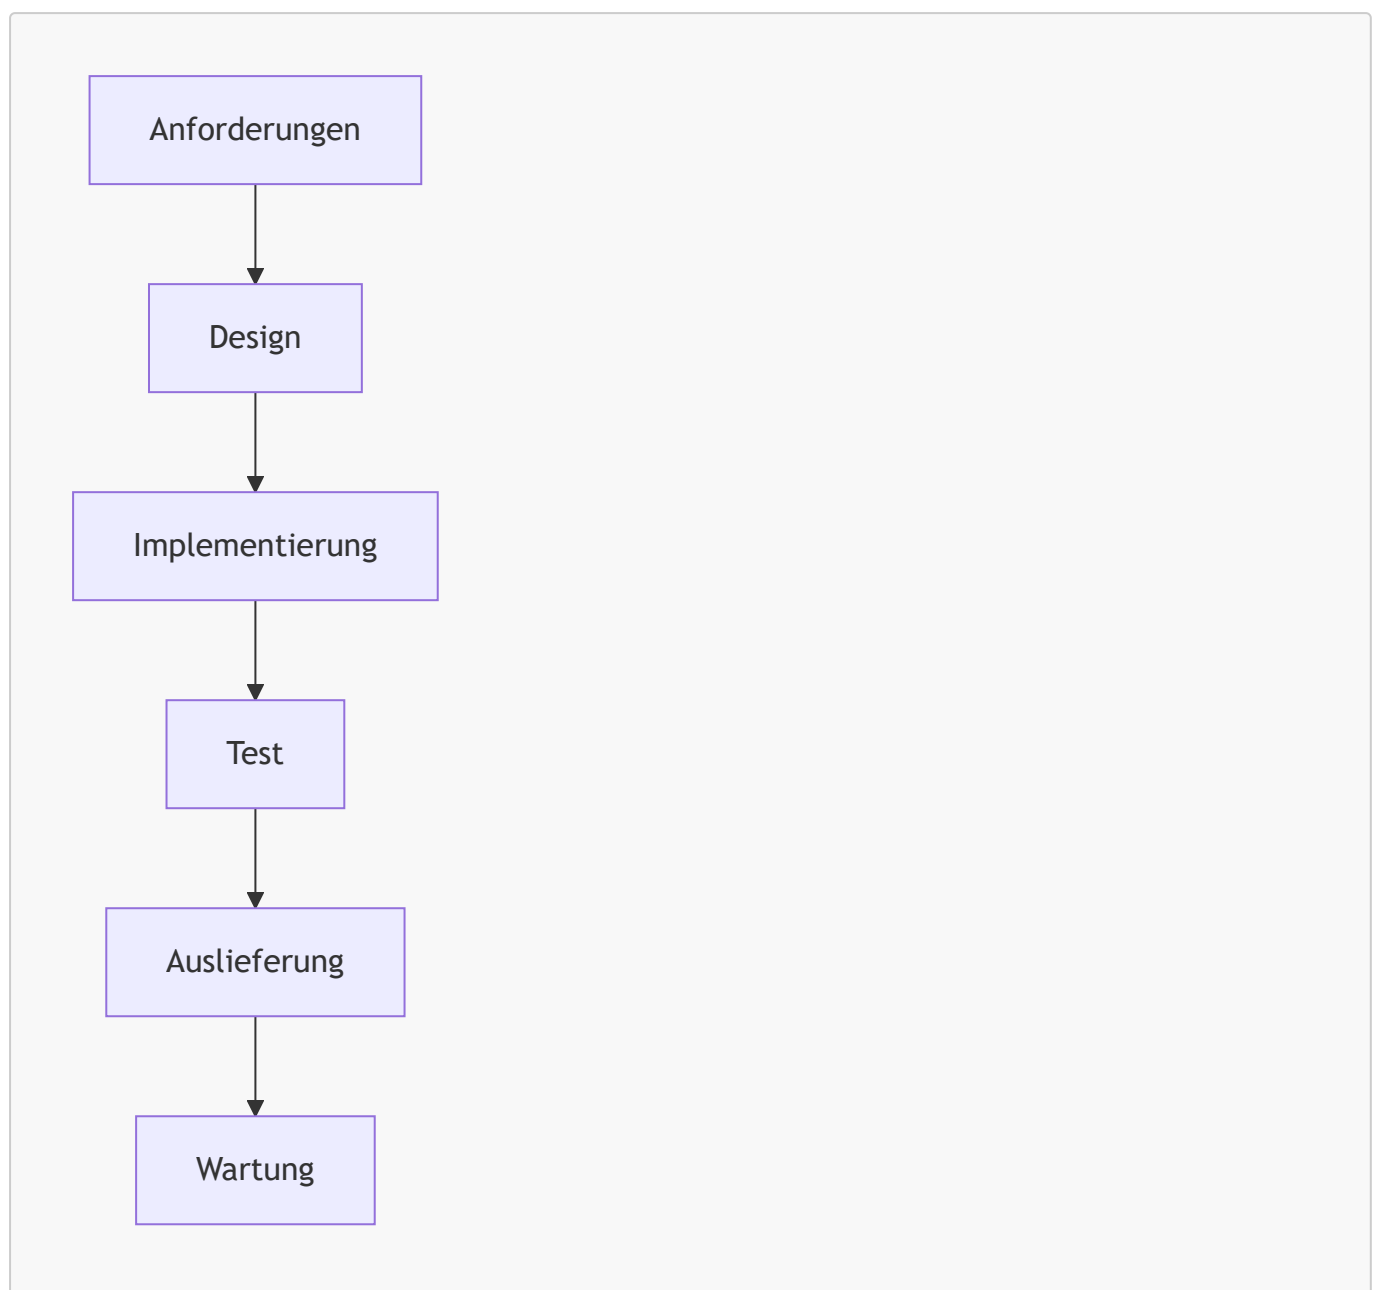 Anforderungen
Design
Implementierung
Test
Auslieferung
Wartung